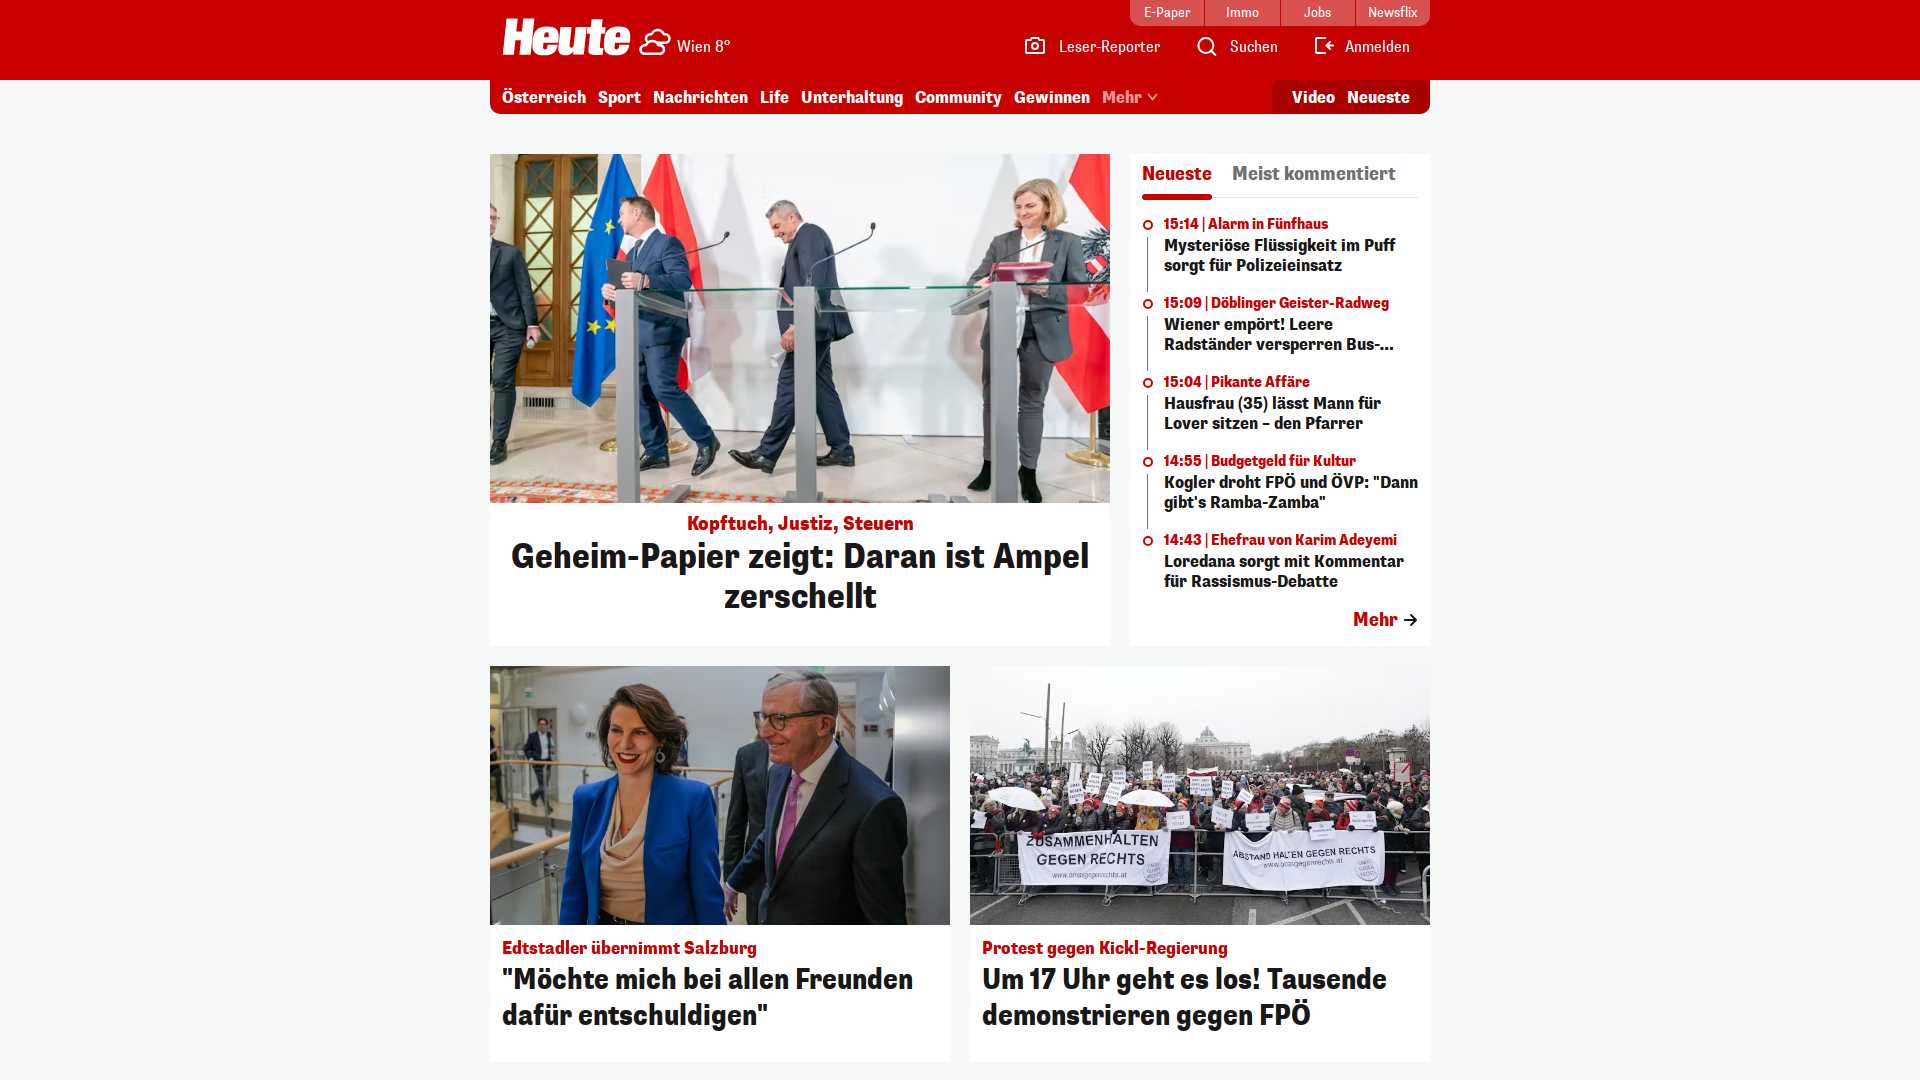 E-Paper
Immo
Jobs
Newsflix
Heute
Wien 8°
Leser-Reporter
Suchen
Anmelden
Österreich
Sport
Nachrichten
Life
Unterhaltung
Community
Gewinnen
Mehr
Video
Neueste
Kopftuch, Justiz, Steuern
Geheim-Papier zeigt: Daran ist Ampel
zerschellt
Neueste
Meist kommentiert
15:14 | Alarm in Fünfhaus
Mysteriöse Flüssigkeit im Puff
sorgt für Polizeieinsatz
15:09 | Döblinger Geister-Radweg
Wiener empört! Leere
Radständer versperren Bus-...
15:04 | Pikante Affäre
Hausfrau (35) lässt Mann für
Lover sitzen – den Pfarrer
14:55 | Budgetgeld für Kultur
Kogler droht FPÖ und ÖVP: "Dann
gibt's Ramba-Zamba"
14:43 | Ehefrau von Karim Adeyemi
Loredana sorgt mit Kommentar
für Rassismus-Debatte
Mehr
Edtstadler übernimmt Salzburg
"Möchte mich bei allen Freunden
dafür entschuldigen"
ZUSAMMENHALTEN
GEGEN RECHTS
www.omasgegenrechts.at
ABSTAND HALTEN GEGEN RECHTS
www.omasgegenrechts.at
Protest gegen Kickl-Regierung
Um 17 Uhr geht es los! Tausende
demonstrieren gegen FPÖ